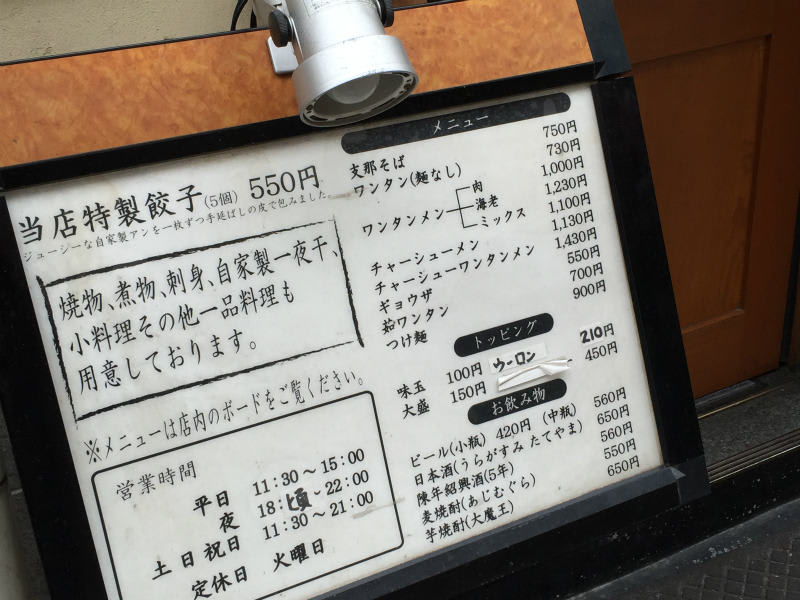 当店特製餃子(5個) 550円
ジューシーな自家製アンを一枚ずつ手延ばしの皮で包みました
焼物、煮物、刺身、自家製一夜干、
小料理その他一品料理も
用意しております。
※メニューは店内のボードをご覧ください。
営業時間
平日 11:30～15:00
夜 18:頃～22:00
土日祝日 11:30～21:00
定休日 火曜日
メニュー
支那そば 750円
ワンタン(麺なし) 730円
ワンタンメン 肉 1,000円
海老 1,230円
ミックス 1,100円
チャーシューメン 1,130円
チャーシューワンタンメン 1,430円
ギョウザ 550円
茹ワンタン 700円
つけ麺 900円
トッピング
味玉 100円 ウーロン 210円
大盛 150円 450円
お飲み物
ビール(小瓶) 420円 (中瓶) 560円
日本酒(うらがすみ たてやま) 650円
陳年紹興酒(5年) 560円
麦焼酎(あじむぐら) 550円
芋焼酎(大魔王) 650円